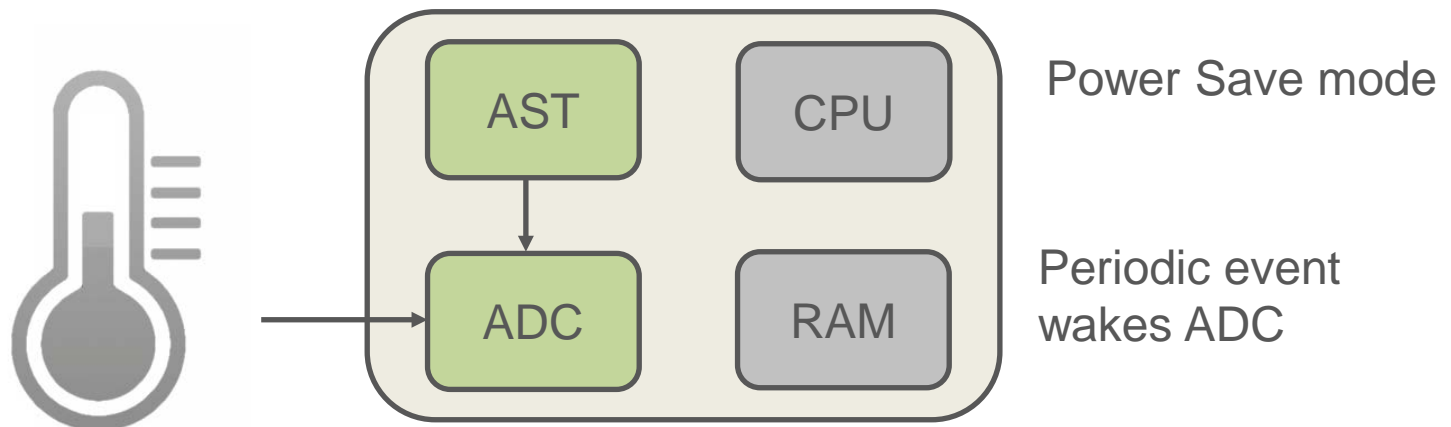 AST
CPU
Power Save mode
ADC
RAM
Periodic event
wakes ADC